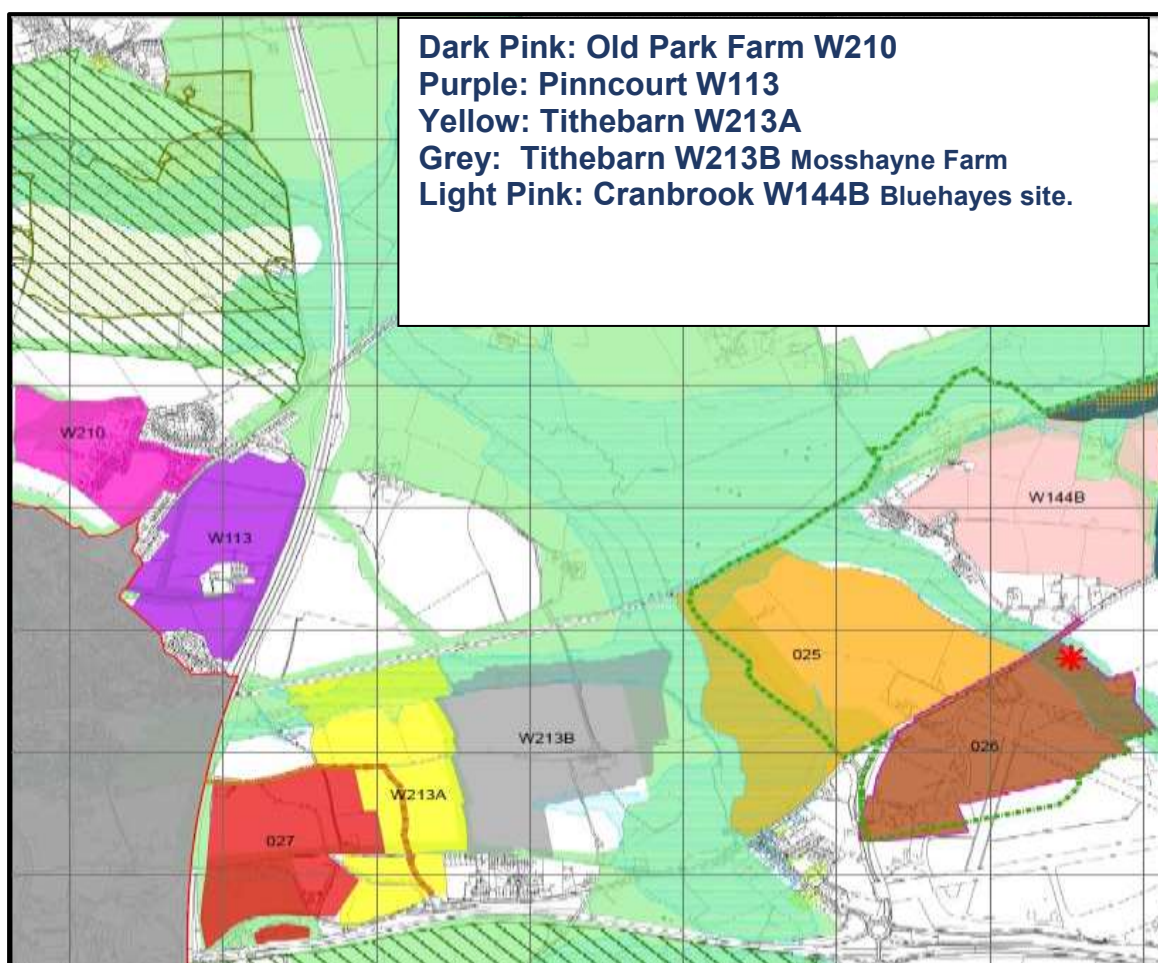 Dark Pink: Old Park Farm W210
Purple: Pinncourt W113
Yellow: Tithebarn W213A
Grey: Tithebarn W213B Mosshayne Farm
Light Pink: Cranbrook W144B Bluehayes site.
W210
W144B
W113
025
W213B
026
W213A
027